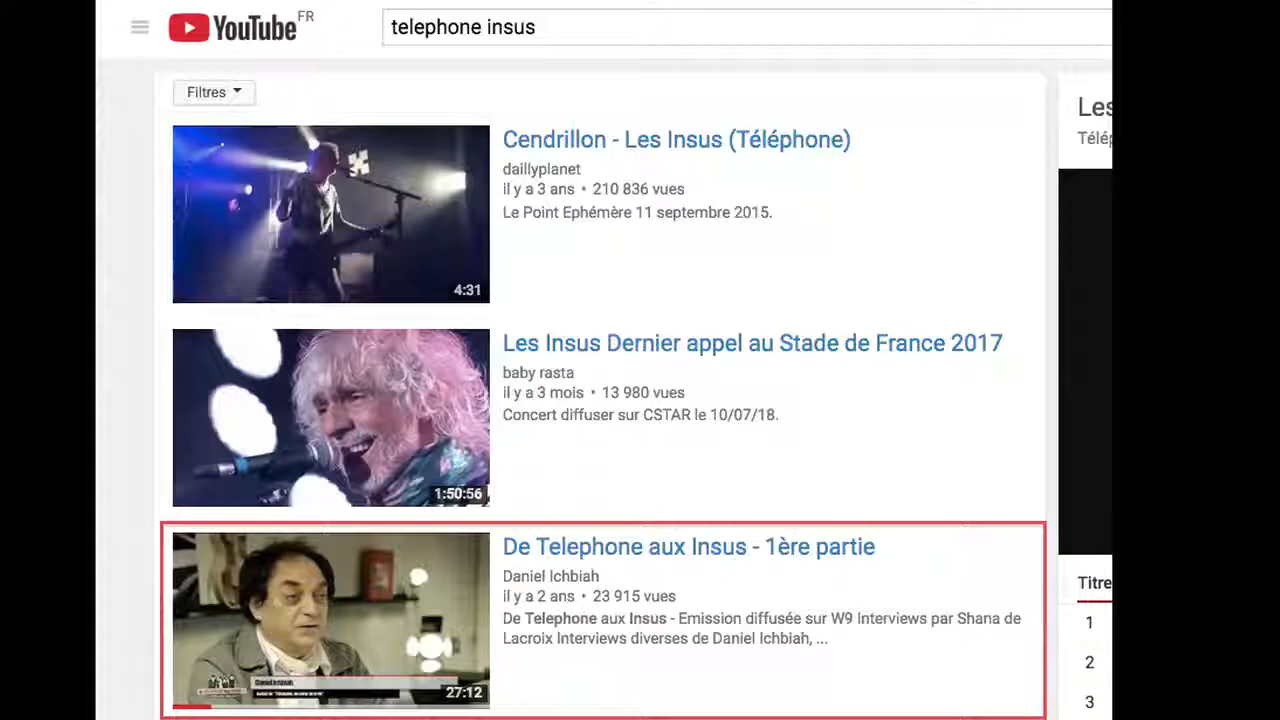 YouTube FR
telephone insus
Filtres
Cendrillon - Les Insus (Téléphone)
daillyplanet
il y a 3 ans • 210 836 vues
Le Point Ephémère 11 septembre 2015.
4:31
Les Insus Dernier appel au Stade de France 2017
baby rasta
il y a 3 mois • 13 980 vues
Concert diffuser sur CSTAR le 10/07/18.
1:50:56
De Telephone aux Insus - 1ère partie
Daniel Ichbiah
il y a 2 ans • 23 915 vues
De Telephone aux Insus - Emission diffusée sur W9 Interviews par Shana de
Lacroix Interviews diverses de Daniel Ichbiah, ...
Daniel Ichbiah
27:12
Les
Télép
Titre
1
2
3